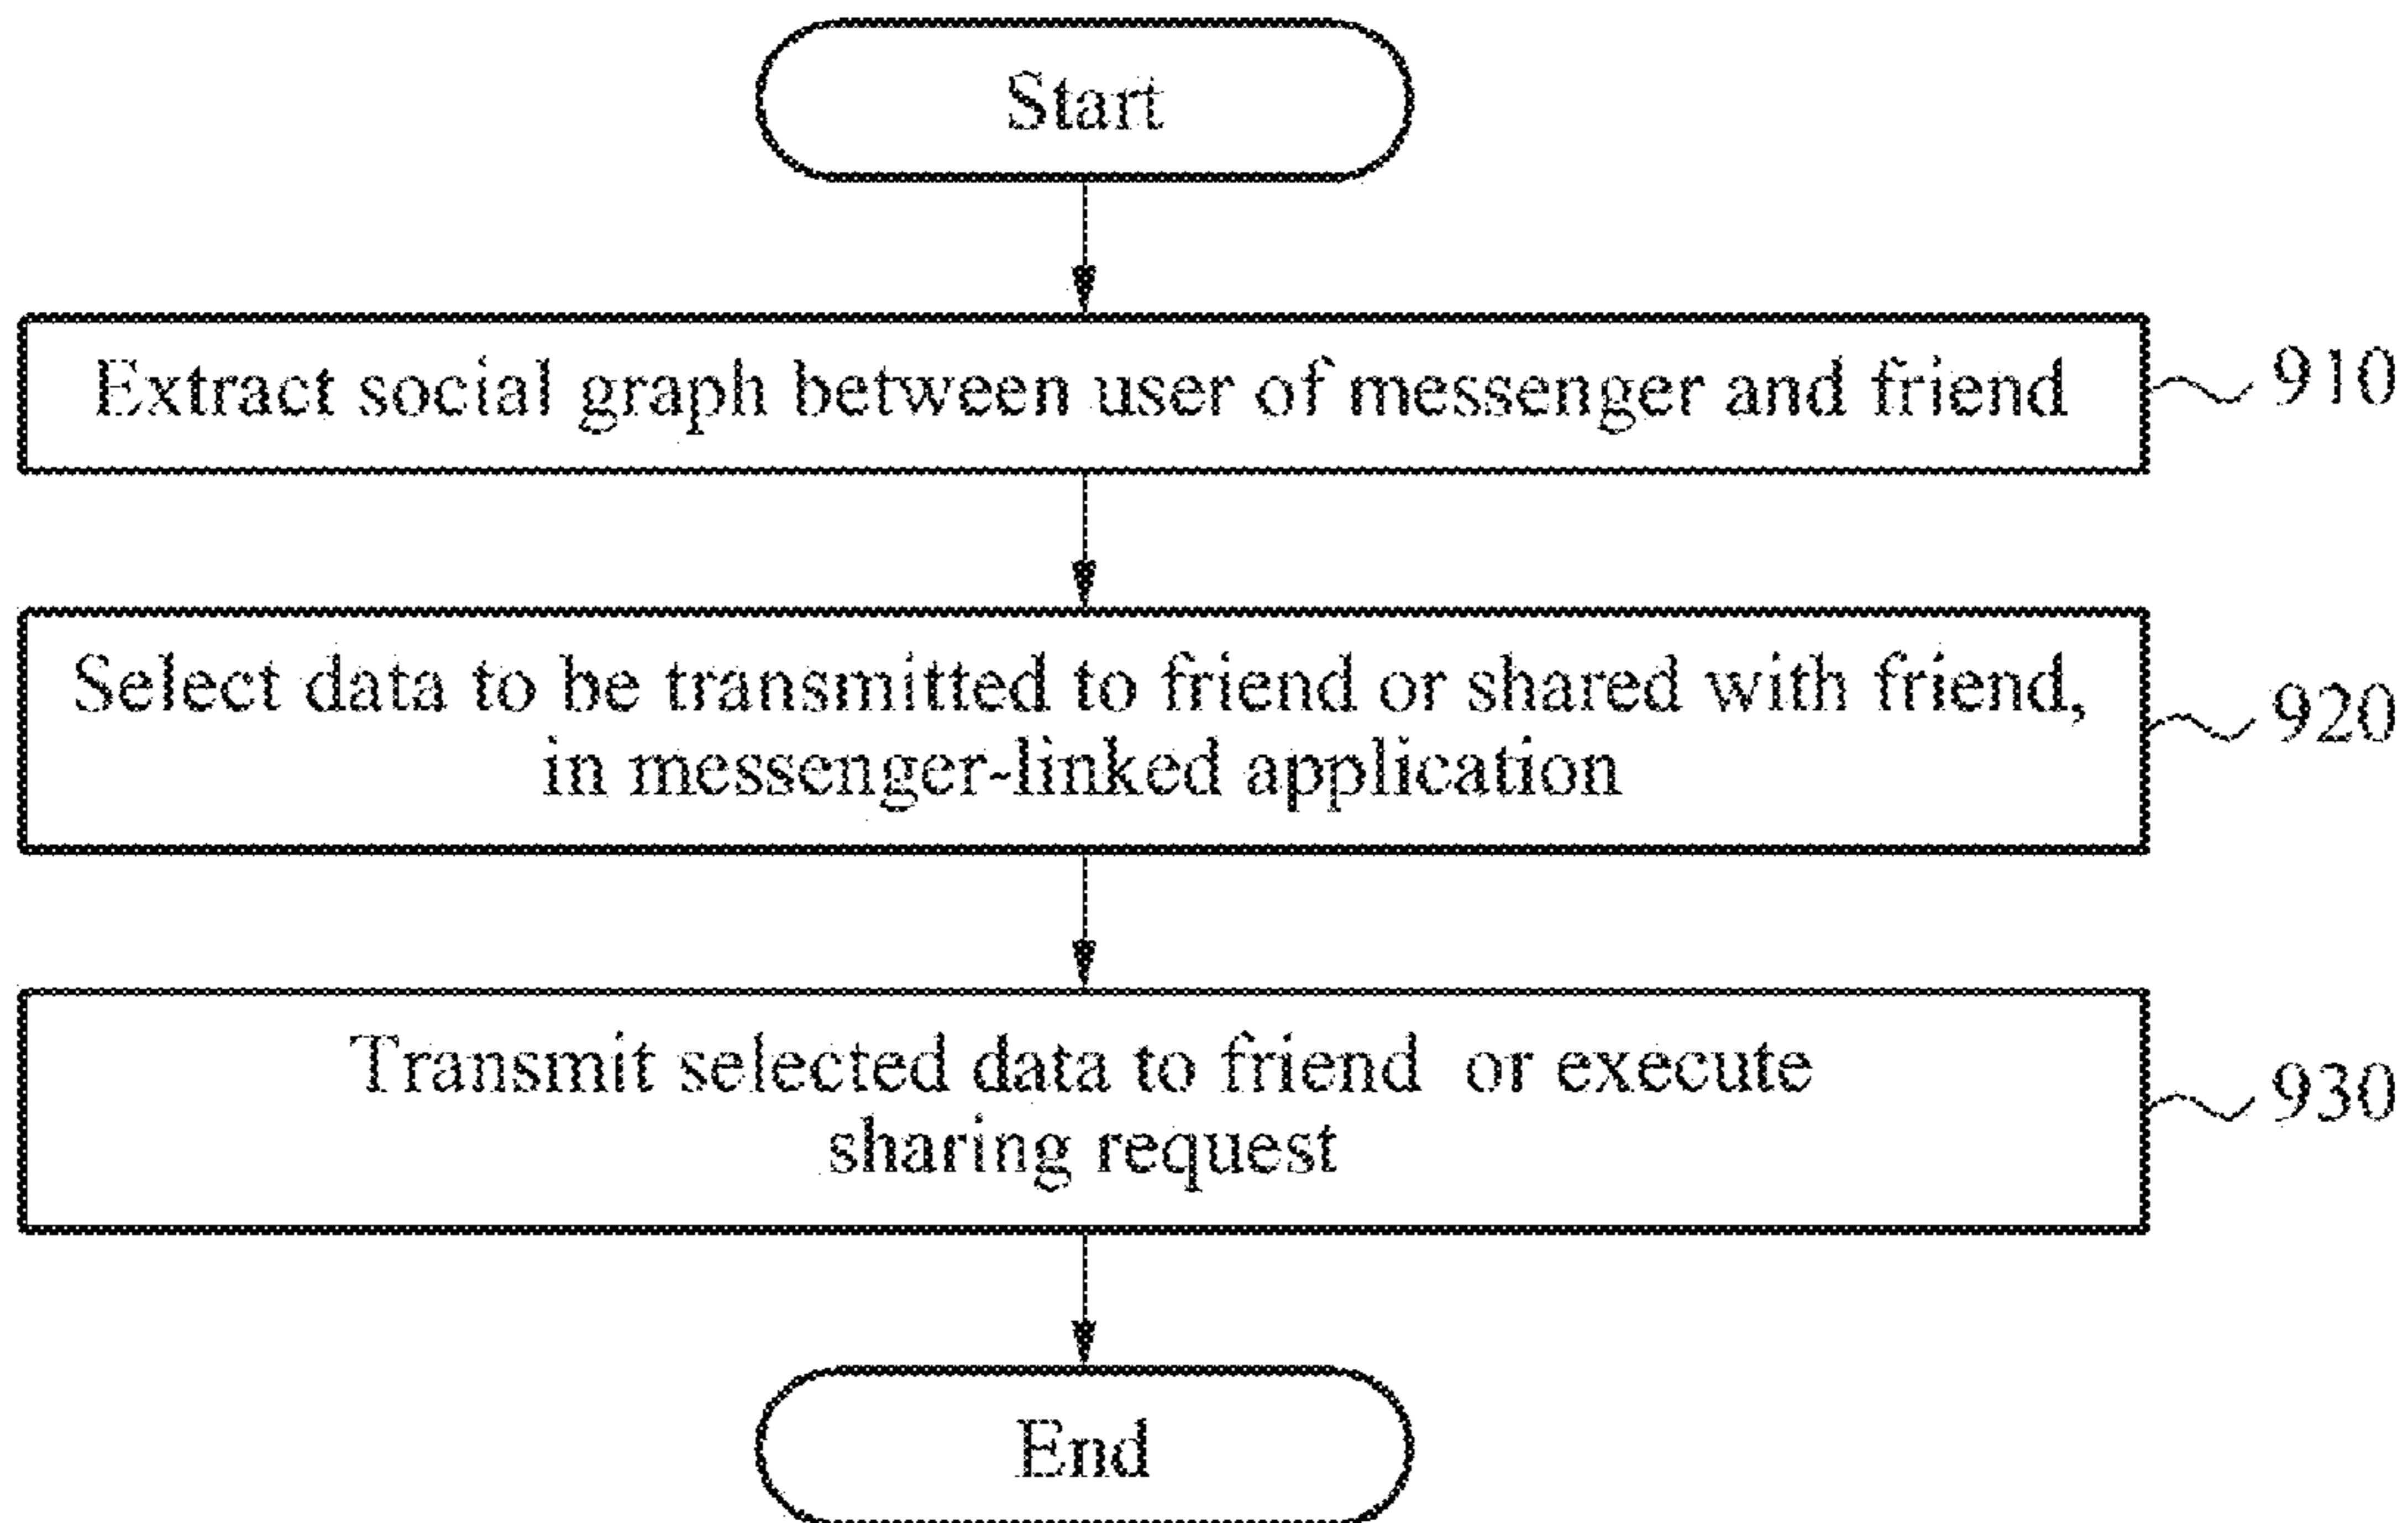 Start
Extract social graph between user of messenger and friend
910
Select data to be transmitted to friend or shared with friend,
in messenger-linked application
920
Transmit selected data to friend or execute
sharing request
930
End